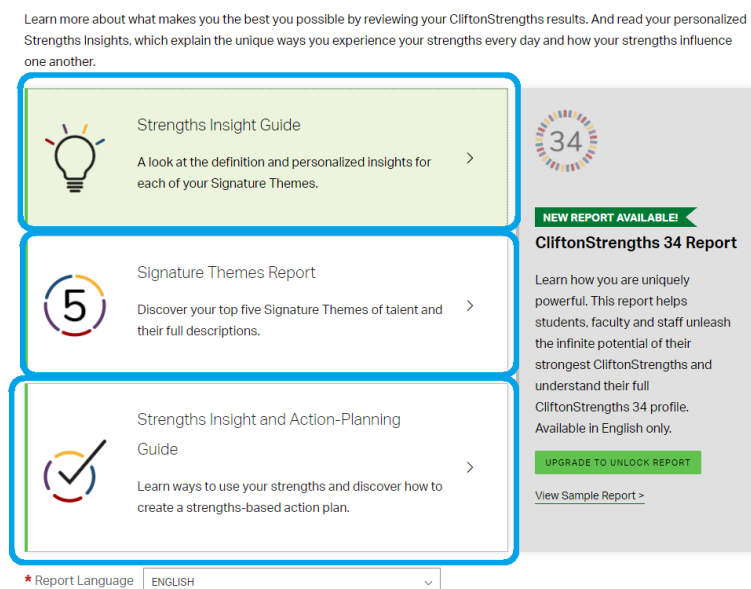 Learn more about what makes you the best you possible by reviewing your CliftonStrengths results. And read your personalized
Strengths Insights, which explain the unique ways you experience your strengths every day and how your strengths influence
one another.
Strengths Insight Guide
A look at the definition and personalized insights for
each of your Signature Themes.
5
Signature Themes Report
Discover your top five Signature Themes of talent and
their full descriptions.
Strengths Insight and Action-Planning
Guide
Learn ways to use your strengths and discover how to
create a strengths-based action plan.
* Report Language ENGLISH
34
NEW REPORT AVAILABLE!
CliftonStrengths 34 Report
Learn how you are uniquely
powerful. This report helps
students, faculty and staff unleash
the infinite potential of their
strongest CliftonStrengths and
understand their full
CliftonStrengths 34 profile.
Available in English only.
UPGRADE TO UNLOCK REPORT
View Sample Report >